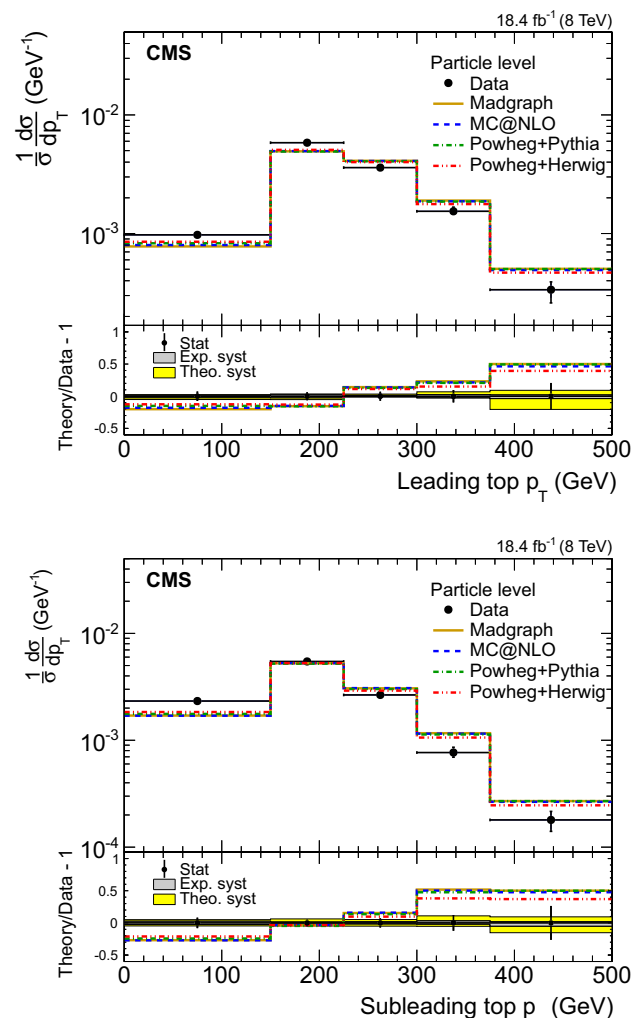 18.4 fb⁻¹ (8 TeV)
CMS
Particle level
Data
Madgraph
MC@NLO
Powheg+Pythia
Powheg+Herwig
1/σ dσ/dp_T (GeV⁻¹)
10⁻²
10⁻³
Theory/Data - 1
1
0.5
0
-0.5
Stat
Exp. syst
Theo. syst
0 100 200 300 400 500
Leading top p_T (GeV)
18.4 fb⁻¹ (8 TeV)
CMS
Particle level
Data
Madgraph
MC@NLO
Powheg+Pythia
Powheg+Herwig
1/σ dσ/dp_T (GeV⁻¹)
10⁻²
10⁻³
10⁻⁴
Theory/Data - 1
1
0.5
0
-0.5
Stat
Exp. syst
Theo. syst
0 100 200 300 400 500
Subleading top p (GeV)